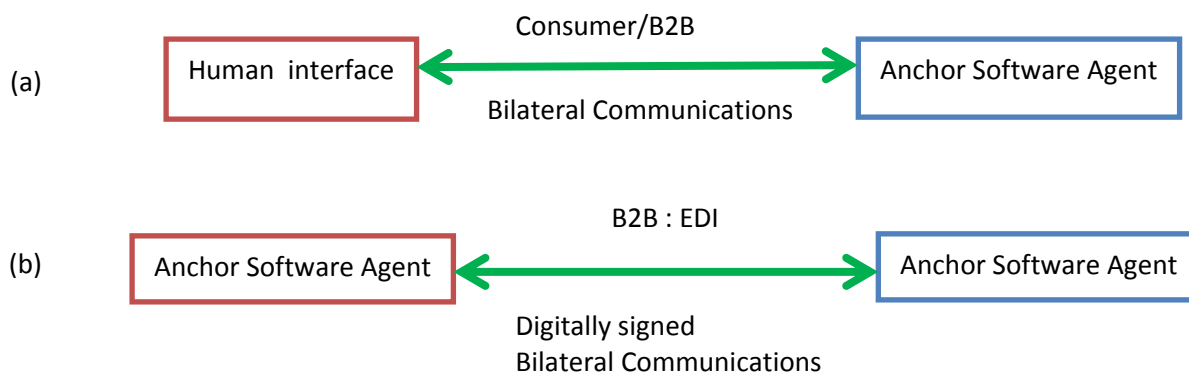 Consumer/B2B
(a)
Human interface
Anchor Software Agent
Bilateral Communications
B2B : EDI
(b)
Anchor Software Agent
Anchor Software Agent
Digitally signed
Bilateral Communications